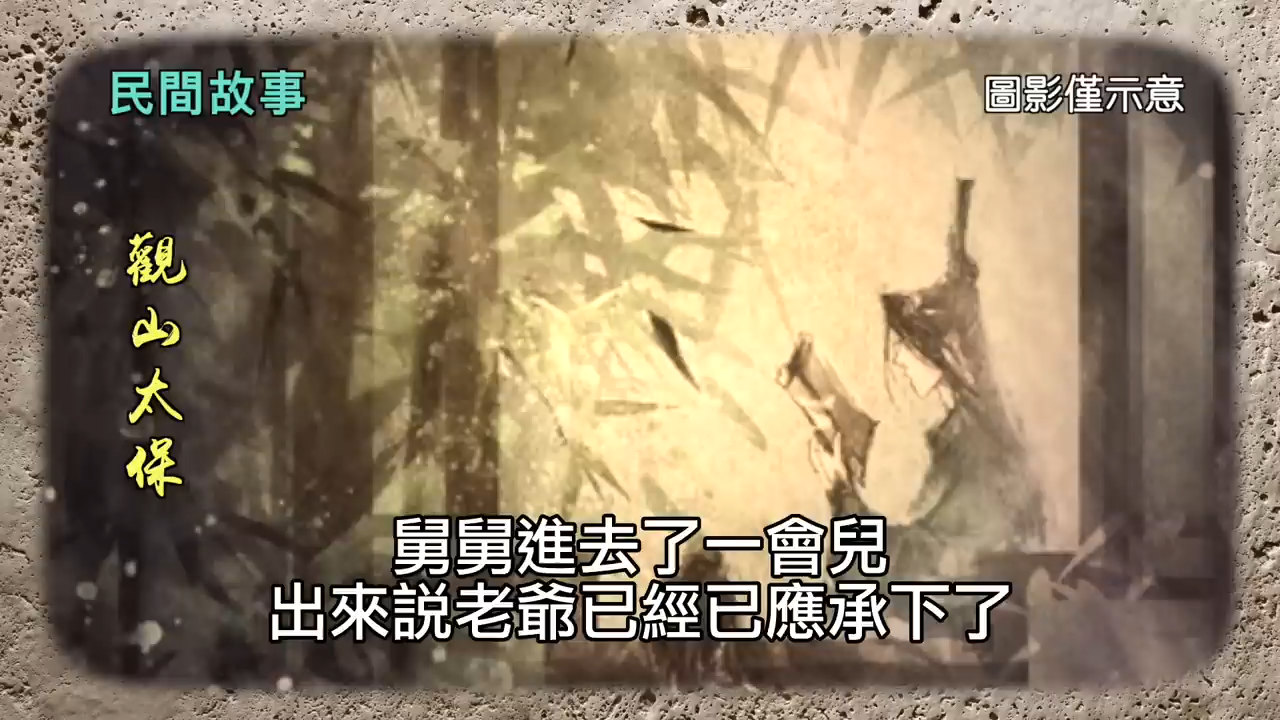 民間故事
圖影僅示意
觀山太保
舅舅進去了一會兒
出來説老爺已經已應承下了